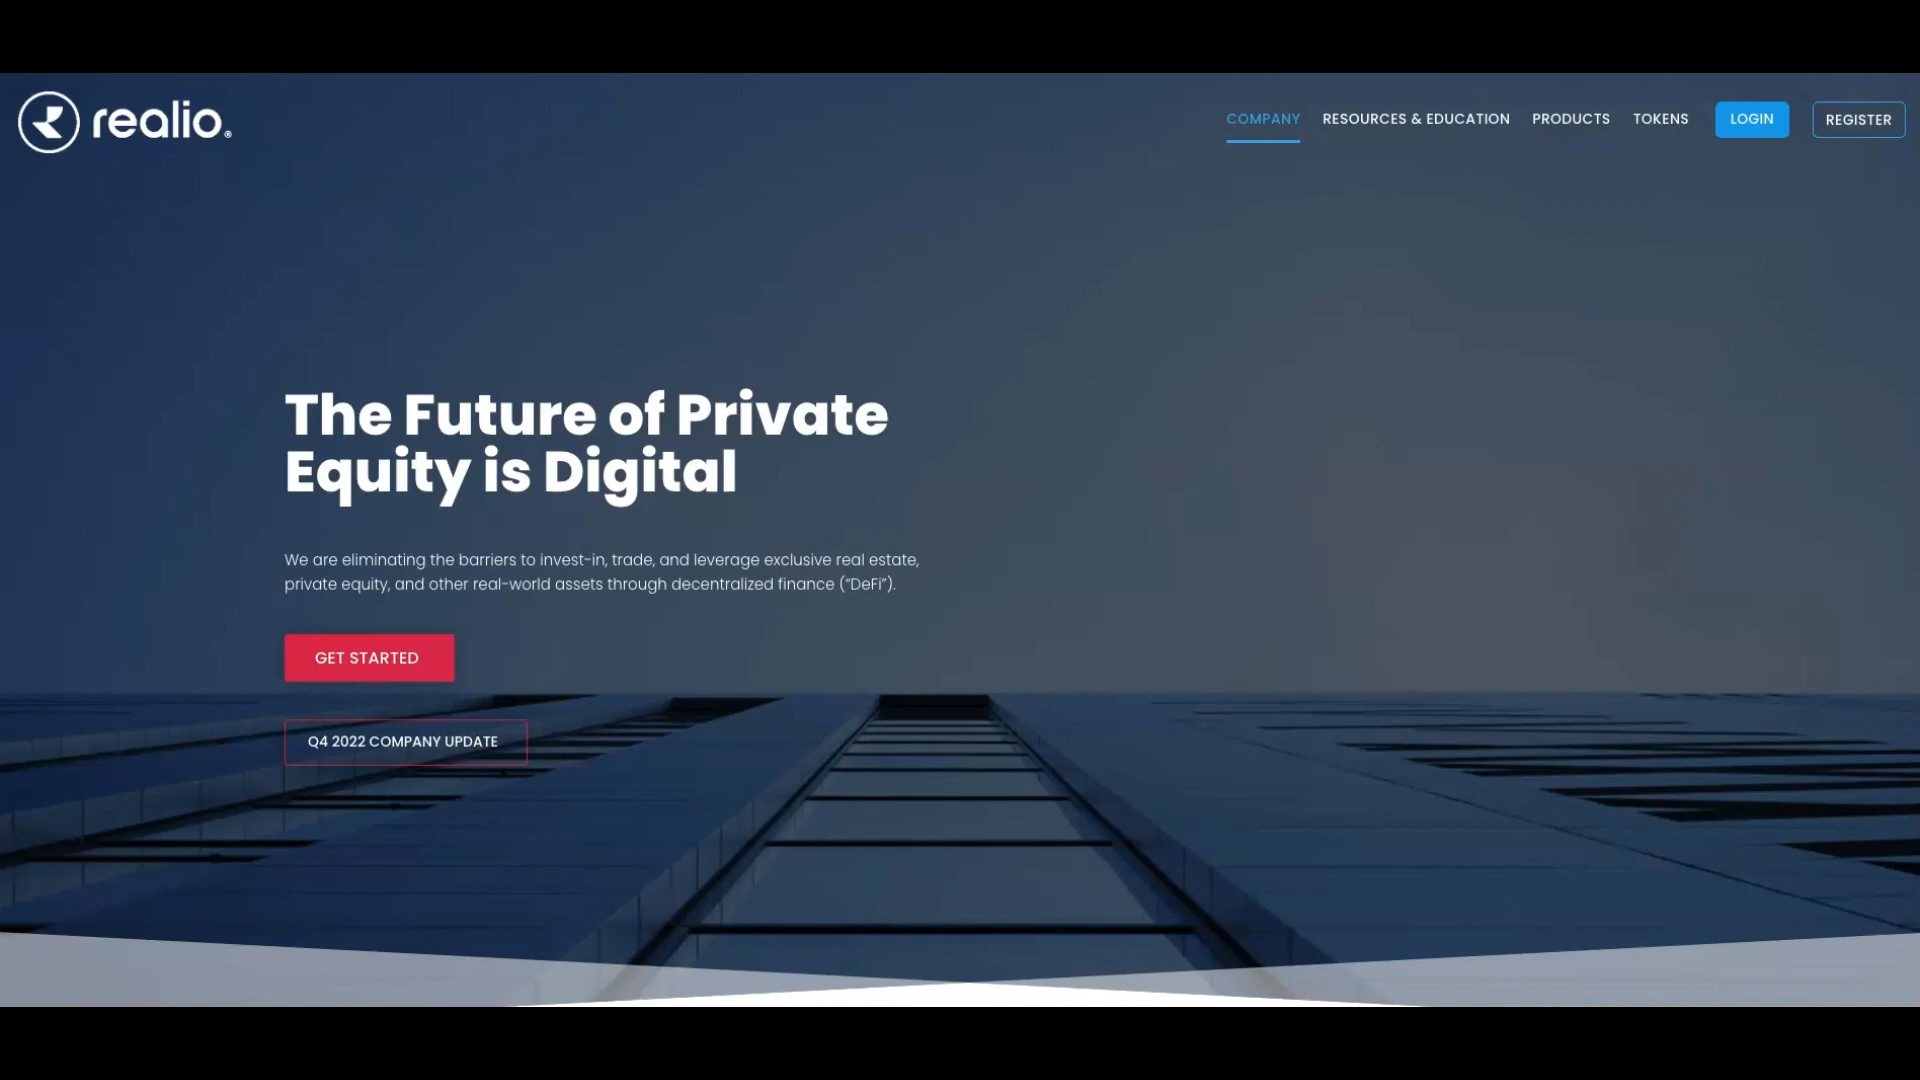 realio®
COMPANY RESOURCES & EDUCATION PRODUCTS TOKENS LOGIN REGISTER
The Future of Private
Equity is Digital
We are eliminating the barriers to invest-in, trade, and leverage exclusive real estate,
private equity, and other real-world assets through decentralized finance (“DeFi”).
GET STARTED
Q4 2022 COMPANY UPDATE